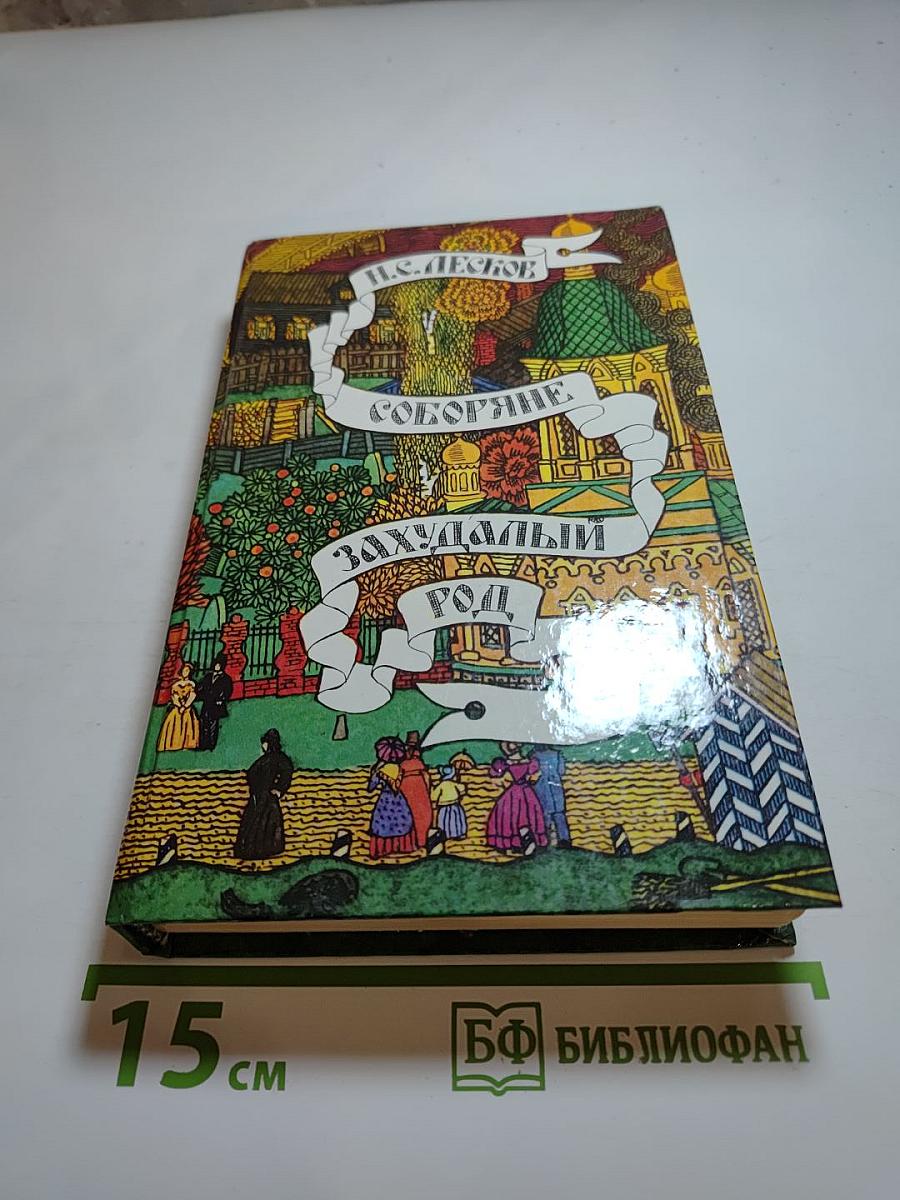 Н.С. ЛЕСКОВ
СОБОРЯНЕ
ЗАХУДАЛЫЙ
РОД
15 см
БФ БИБЛИОФАН